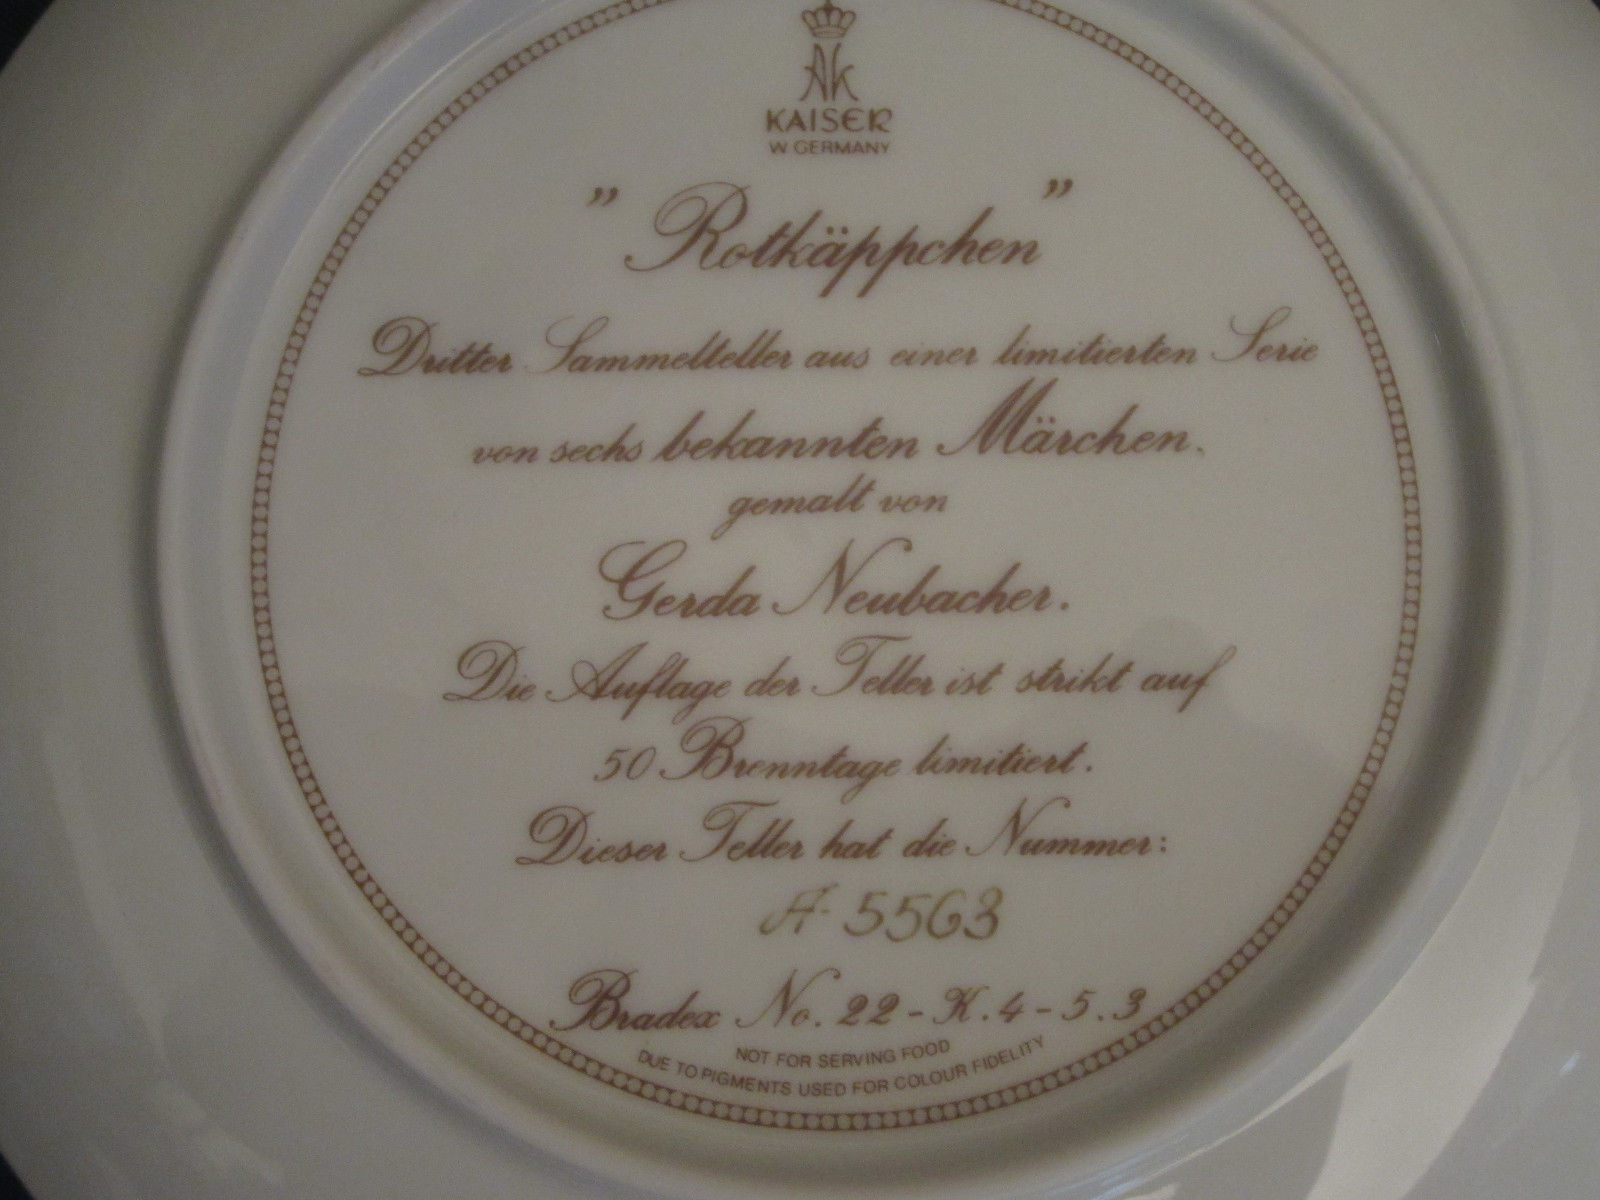 AK
KAISER
W. GERMANY
" Rotkäppchen "
Dritter Sammelteller aus einer limitierten Serie
von sechs bekannten Märchen.
gemalt von
Gerda Neubacher.
Die Auflage der Teller ist strikt auf
50 Brenntage limitiert.
Dieser Teller hat die Nummer:
A-5563
Bradex No. 22-K.4-5.3
NOT FOR SERVING FOOD
DUE TO PIGMENTS USED FOR COLOUR FIDELITY